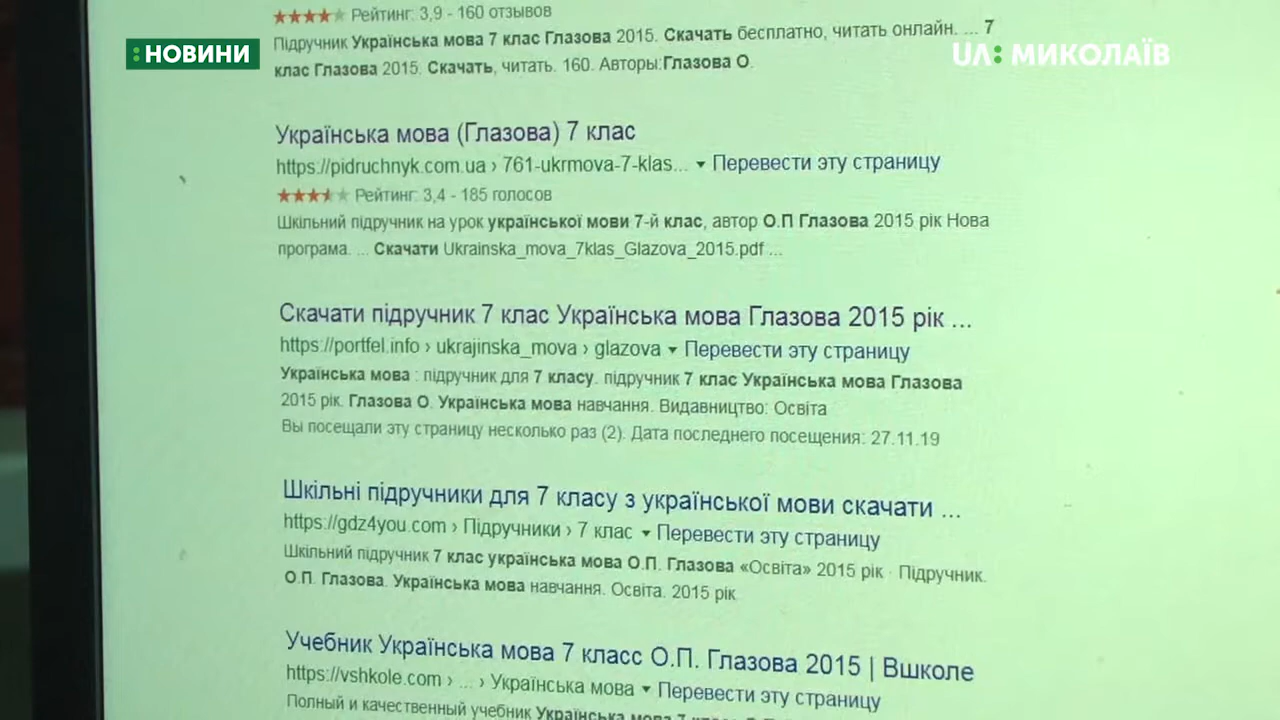 Рейтинг: 3,9 - 160 отзывов
Підручник Українська мова 7 клас Глазова 2015. Скачать бесплатно, читать онлайн. ... 7
клас Глазова 2015. Скачать, читать. 160. Авторы:Глазова О.
:НОВИНИ
UA: МИКОЛАЇВ
Українська мова (Глазова) 7 клас
https://pidruchnyk.com.ua › 761-ukrmova-7-klas... ▾ Перевести эту страницу
Рейтинг: 3,4 - 185 голосов
Шкільний підручник на урок української мови 7-й клас, автор О.П Глазова 2015 рік Нова
програма. ... Скачати Ukrainska_mova_7klas_Glazova_2015.pdf ...
Скачати підручник 7 клас Українська мова Глазова 2015 рік ...
https://portfel.info › ukrajinska_mova › glazova ▾ Перевести эту страницу
Українська мова : підручник для 7 класу. підручник 7 клас Українська мова Глазова
2015 рік. Глазова О. Українська мова навчання. Видавництво: Освіта
Вы посещали эту страницу несколько раз (2). Дата последнего посещения: 27.11.19
Шкільні підручники для 7 класу з української мови скачати ...
https://gdz4you.com › Підручники › 7 клас ▾ Перевести эту страницу
Шкільний підручник 7 клас українська мова О.П. Глазова «Освіта» 2015 рік · Підручник.
О.П. Глазова. Українська мова навчання. Освіта. 2015 рік
Учебник Українська мова 7 класс О.П. Глазова 2015 | Вшколе
https://vshkole.com › ... › Українська мова ▾ Перевести эту страницу
Полный и качественный учебник Українська мова 7